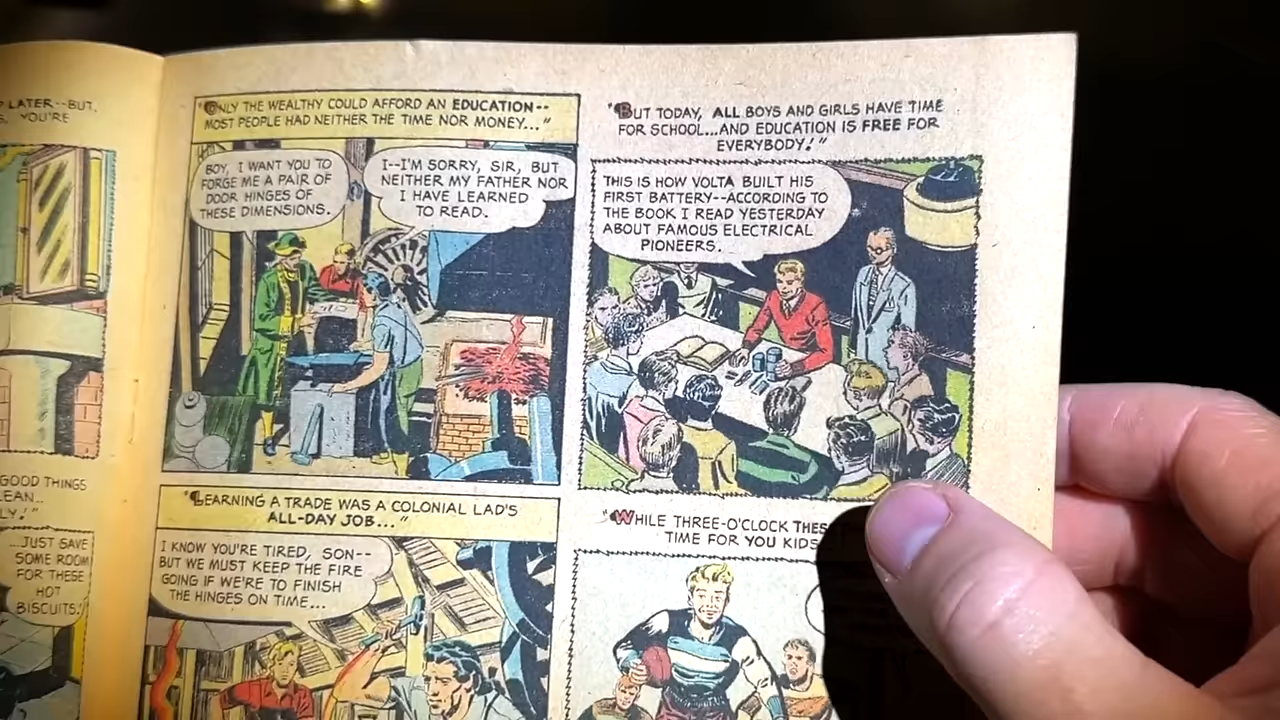 LATER--BUT,
YOU'RE
GOOD THINGS
...JUST SAVE
SOME ROOM
FOR THESE
HOT
BISCUITS!
"ONLY THE WEALTHY COULD AFFORD AN EDUCATION--
MOST PEOPLE HAD NEITHER THE TIME NOR MONEY..."
BOY, I WANT YOU TO
FORGE ME A PAIR OF
DOOR HINGES OF
THESE DIMENSIONS.
I--I'M SORRY, SIR, BUT
NEITHER MY FATHER NOR
I HAVE LEARNED
TO READ.
"BUT TODAY, ALL BOYS AND GIRLS HAVE TIME
FOR SCHOOL...AND EDUCATION IS FREE FOR
EVERYBODY!"
THIS IS HOW VOLTA BUILT HIS
FIRST BATTERY--ACCORDING TO
THE BOOK I READ YESTERDAY
ABOUT FAMOUS ELECTRICAL
PIONEERS.
"LEARNING A TRADE WAS A COLONIAL LAD'S
ALL-DAY JOB..."
I KNOW YOU'RE TIRED, SON--
BUT WE MUST KEEP THE FIRE
GOING IF WE'RE TO FINISH
THE HINGES ON TIME...
"WHILE THREE-O'CLOCK THES
TIME FOR YOU KIDS